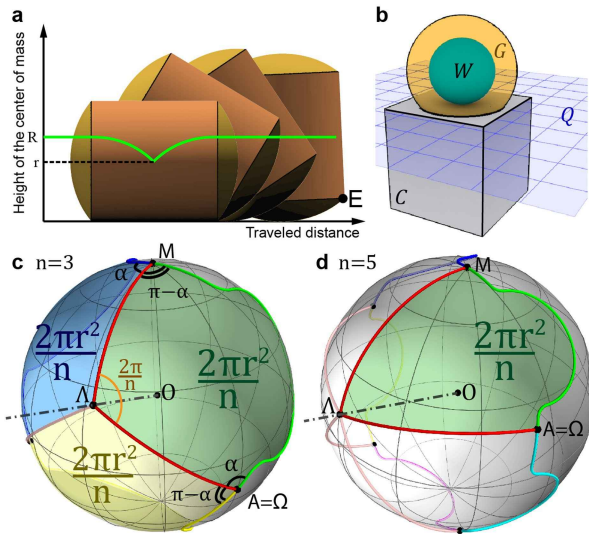 a
Height of the center of mass
R
r
E
Traveled distance
b
W
G
Q
C
c n=3
M
α
π−α
2πr²/n
2π/n
2πr²/n
Λ
O
2πr²/n
α
π−α
A=Ω
d n=5
M
2πr²/n
Λ
O
A=Ω